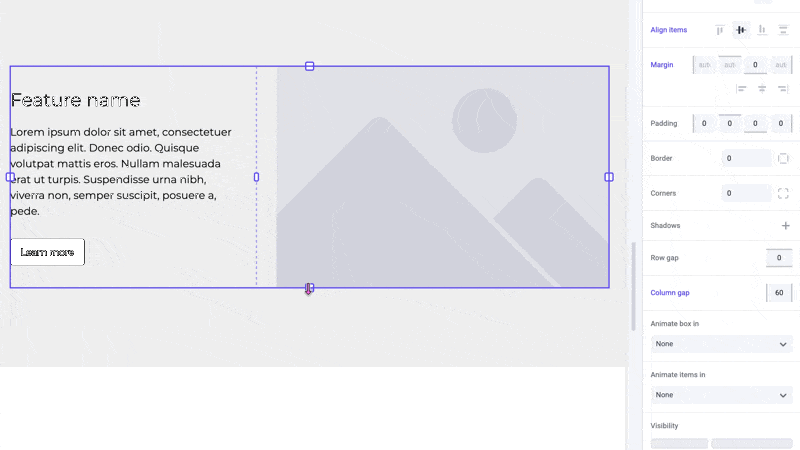 Feature name
Lorem ipsum dolor sit amet, consectetuer
adipiscing elit. Donec odio. Quisque
volutpat mattis eros. Nullam malesuada
erat ut turpis. Suspendisse urna nibh,
viverra non, semper suscipit, posuere a,
pede.
Learn more
Align items
Margin
0
Padding
0 0 0 0
Border
0
Corners
0
Shadows
Row gap
0
Column gap
60
Animate box in
None
Animate items in
None
Visibility